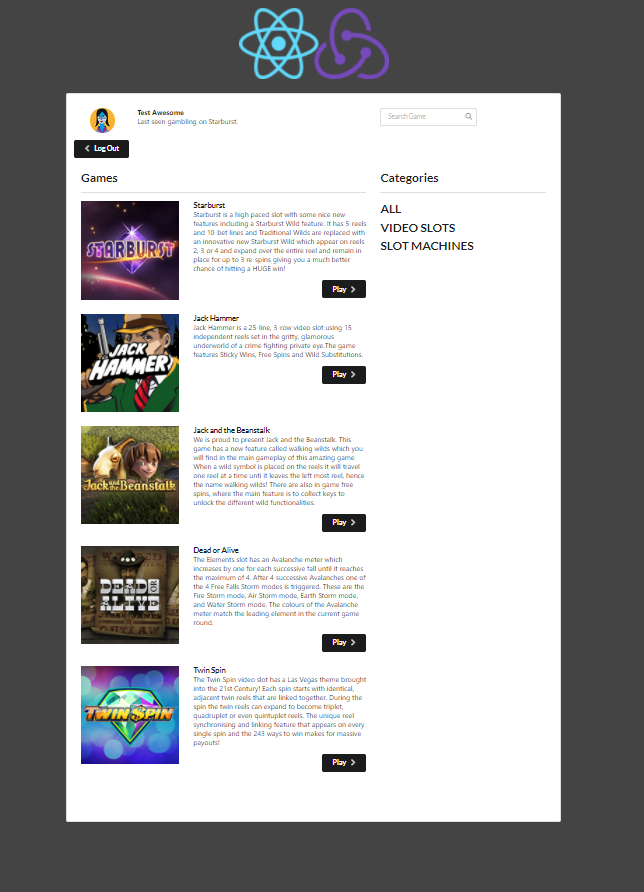 Test Awesome
Last seen gambling on Starburst.
Search Game
Log Out
Games
Categories
STARBURST
Starburst
Starburst is a high paced slot with some nice new
features including a Starburst Wild feature. It has 5 reels
and 10-bet lines and Traditional Wilds are replaced with
an innovative new Starburst Wild which appear on reels
2, 3 or 4 and expand over the entire reel and remain in
place for up to 3 re-spins giving you a much better
chance of hitting a HUGE win!
Play
ALL
VIDEO SLOTS
SLOT MACHINES
JACK
HAMMER
Jack Hammer
Jack Hammer is a 25-line, 3-row video slot using 15
independent reels set in the gritty, glamorous
underworld of a crime fighting private eye.The game
features Sticky Wins, Free Spins and Wild Substitutions.
Play
Jack and the Beanstalk
Jack and the Beanstalk
We is proud to present Jack and the Beanstalk. This
game has a new feature called walking wilds which you
will find in the main gameplay of this amazing game
When a wild symbol is placed on the reels it will travel
one reel at a time unti it leaves the left most reel, hence
the name walking wilds! There are also in game free
spins, where the main feature is to collect keys to
unlock the different wild functionalities.
Play
DEAD OR
ALIVE
Dead or Alive
The Elements slot has an Avalanche meter which
increases by one for each successive fall until it reaches
the maximum of 4. After 4 successive Avalanches one of
the 4 Free Falls Storm modes is triggered. These are the
Fire Storm mode, Air Storm mode, Earth Storm mode,
and Water Storm mode. The colours of the Avalanche
meter match the leading element in the current game
round.
Play
TWIN SPIN
Twin Spin
The Twin Spin video slot has a Las Vegas theme brought
into the 21st Century! Each spin starts with identical,
adjacent twin reels that are linked together. During the
spin the twin reels can expand to become triplet,
quadruplet or even quintuplet reels. The unique reel
synchronising and linking feature that appears on every
single spin and the 243 ways to win makes for massive
payouts!
Play